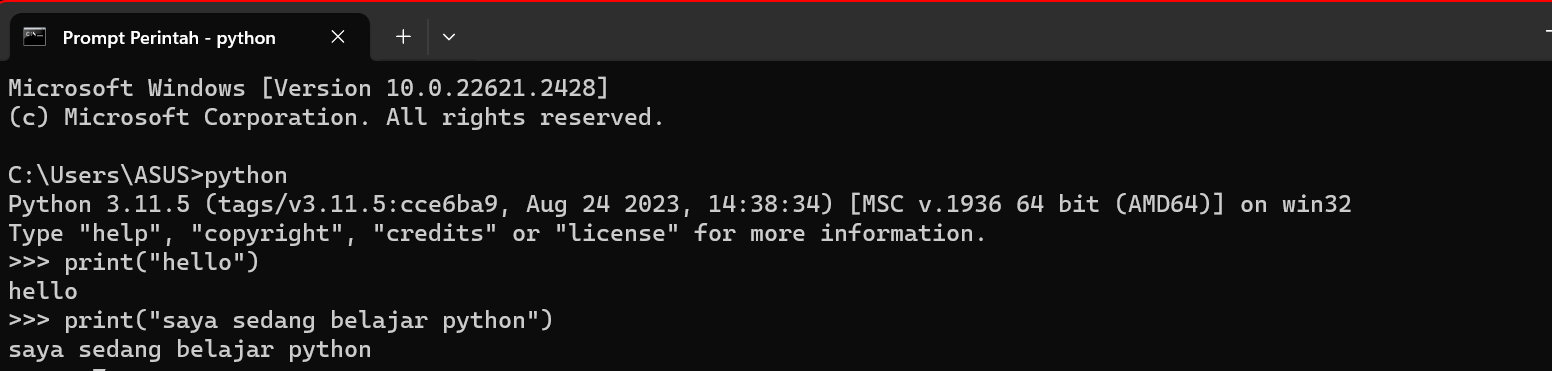 Prompt Perintah - python
Microsoft Windows [Version 10.0.22621.2428]
(c) Microsoft Corporation. All rights reserved.
C:\Users\ASUS>python
Python 3.11.5 (tags/v3.11.5:cce6ba9, Aug 24 2023, 14:38:34) [MSC v.1936 64 bit (AMD64)] on win32
Type "help", "copyright", "credits" or "license" for more information.
>>> print("hello")
hello
>>> print("saya sedang belajar python")
saya sedang belajar python